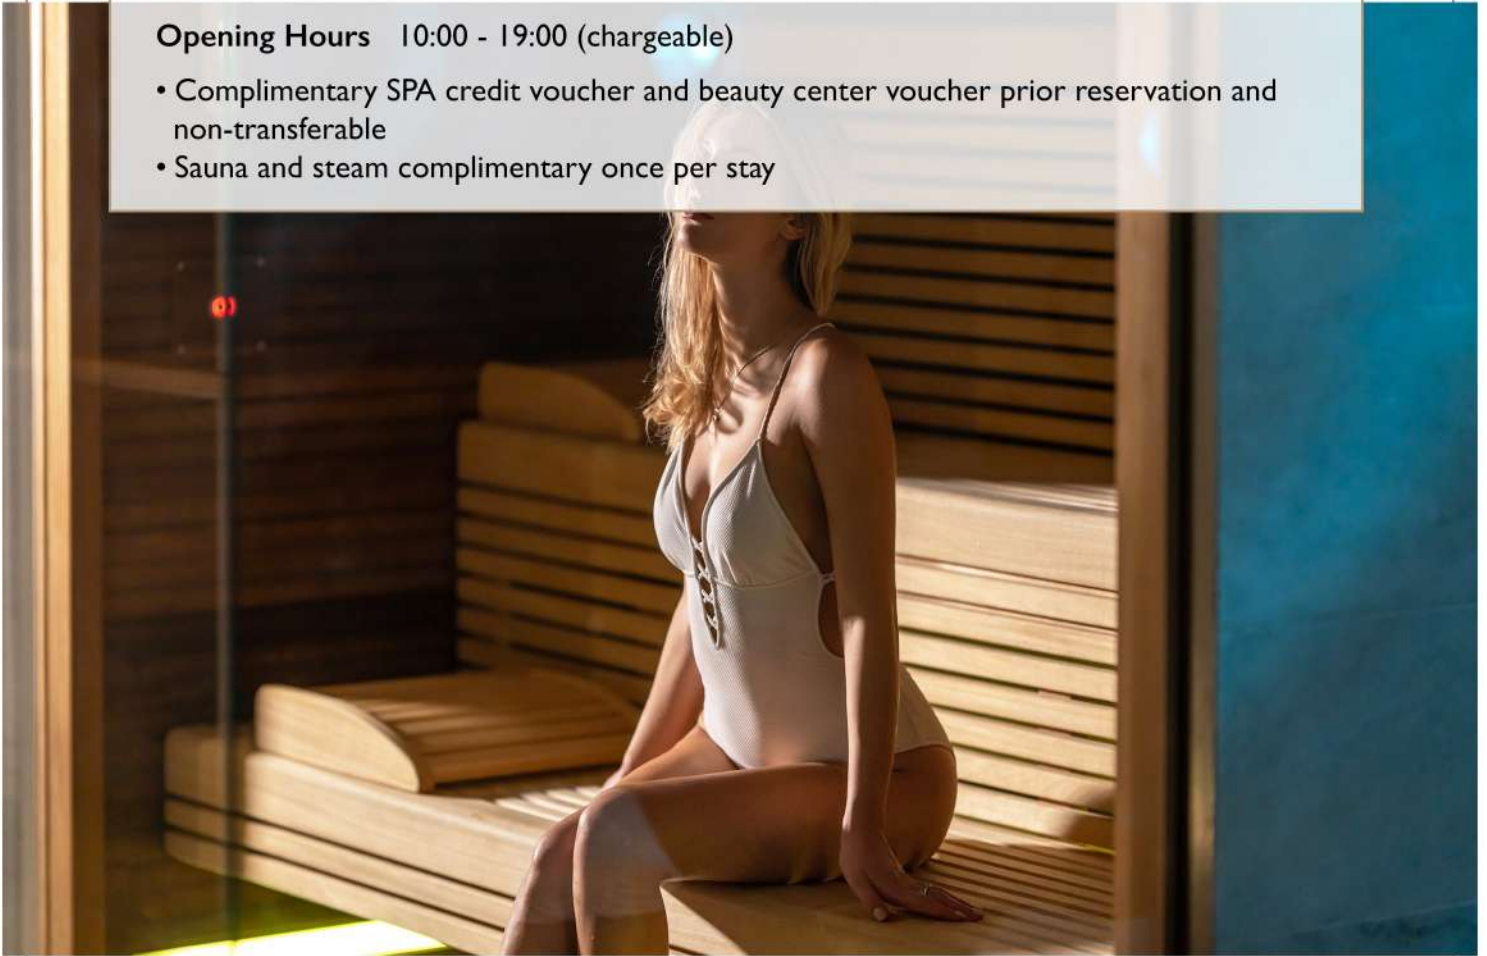 Opening Hours 10:00 - 19:00 (chargeable)
• Complimentary SPA credit voucher and beauty center voucher prior reservation and
non-transferable
• Sauna and steam complimentary once per stay